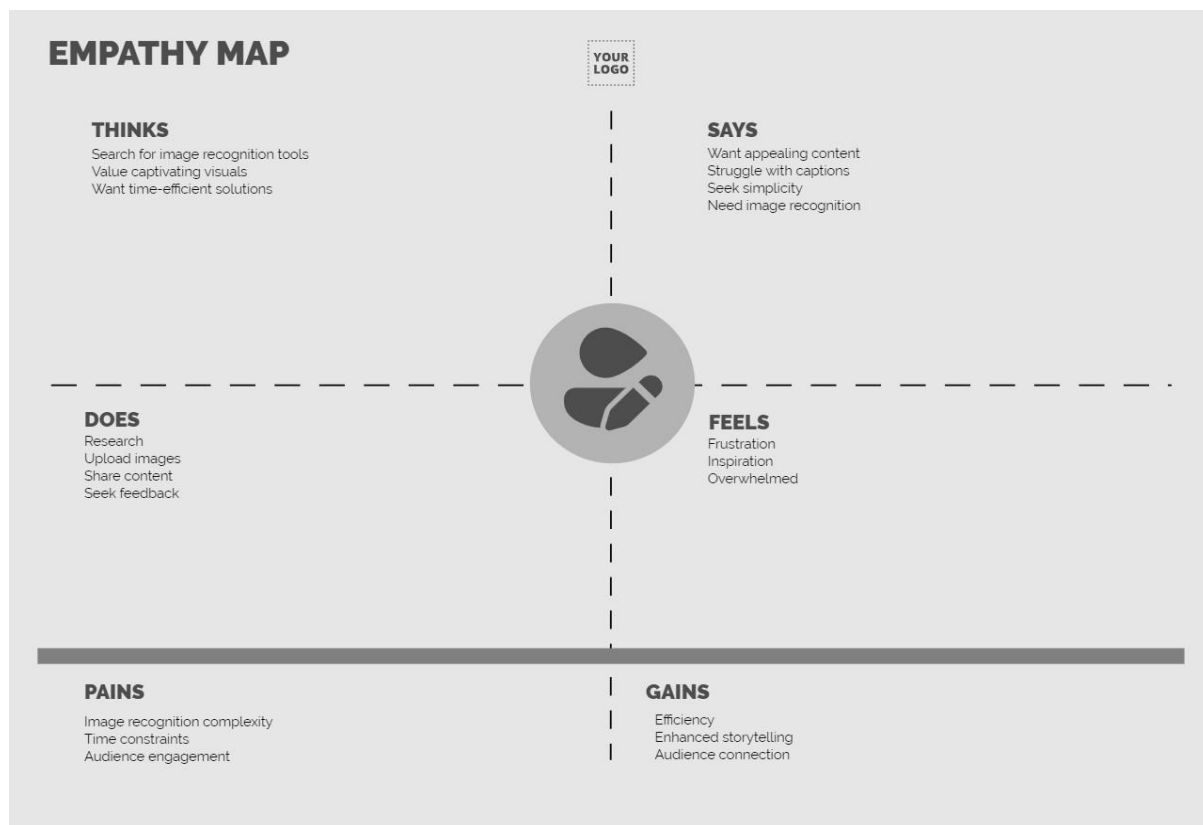 EMPATHY MAP
YOUR
LOGO
THINKS
Search for image recognition tools
Value captivating visuals
Want time-efficient solutions
SAYS
Want appealing content
Struggle with captions
Seek simplicity
Need image recognition
DOES
Research
Upload images
Share content
Seek feedback
FEELS
Frustration
Inspiration
Overwhelmed
PAINS
Image recognition complexity
Time constraints
Audience engagement
GAINS
Efficiency
Enhanced storytelling
Audience connection